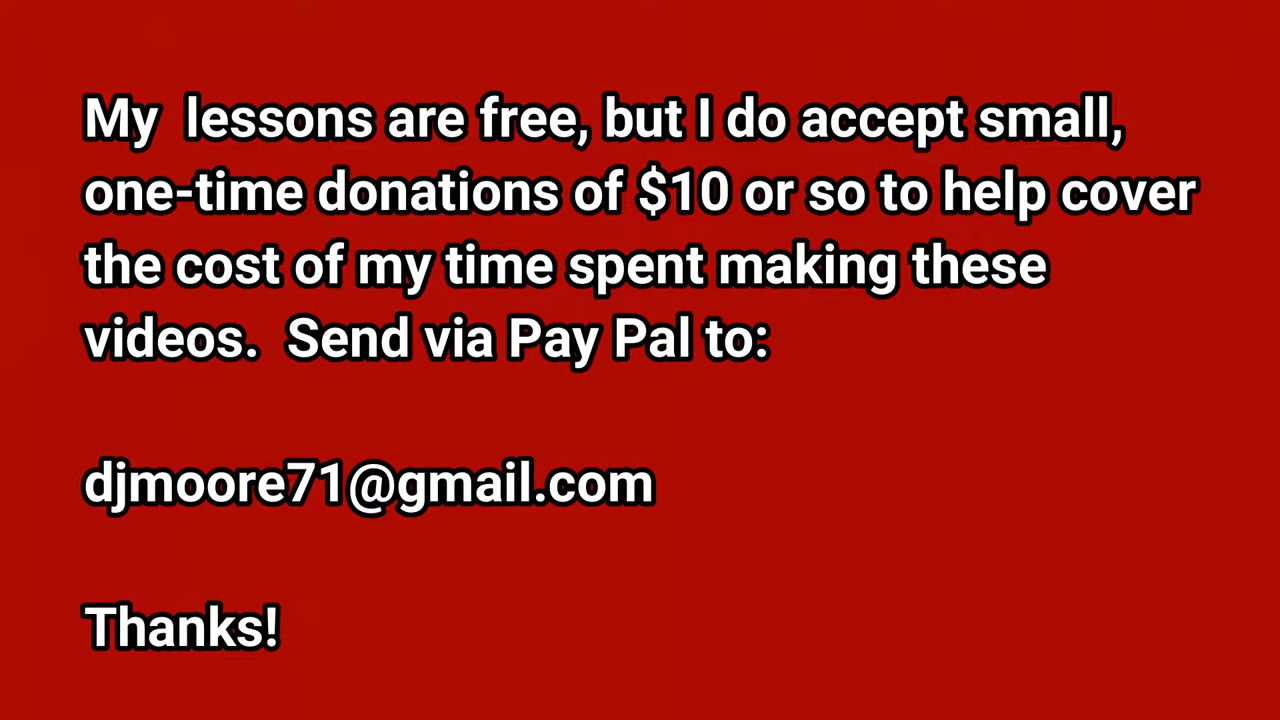 My  lessons are free, but I do accept small,
one-time donations of $10 or so to help cover
the cost of my time spent making these
videos.  Send via Pay Pal to:
djmoore71@gmail.com
Thanks!